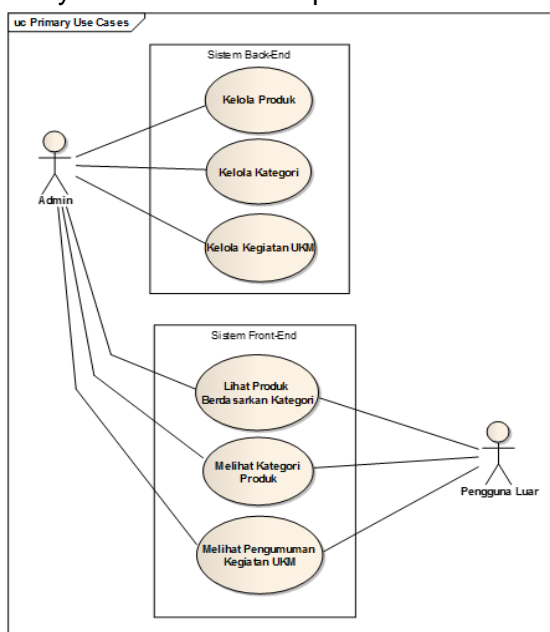 uc Primary Use Cases
Sistem Back-End
Kelola Produk
Kelola Kategori
Kelola Kegiatan UKM
Admin
Sistem Front-End
Lihat Produk
Berdasarkan Kategori
Melihat Kategori
Produk
Melihat Pengumuman
Kegiatan UKM
Pengguna Luar